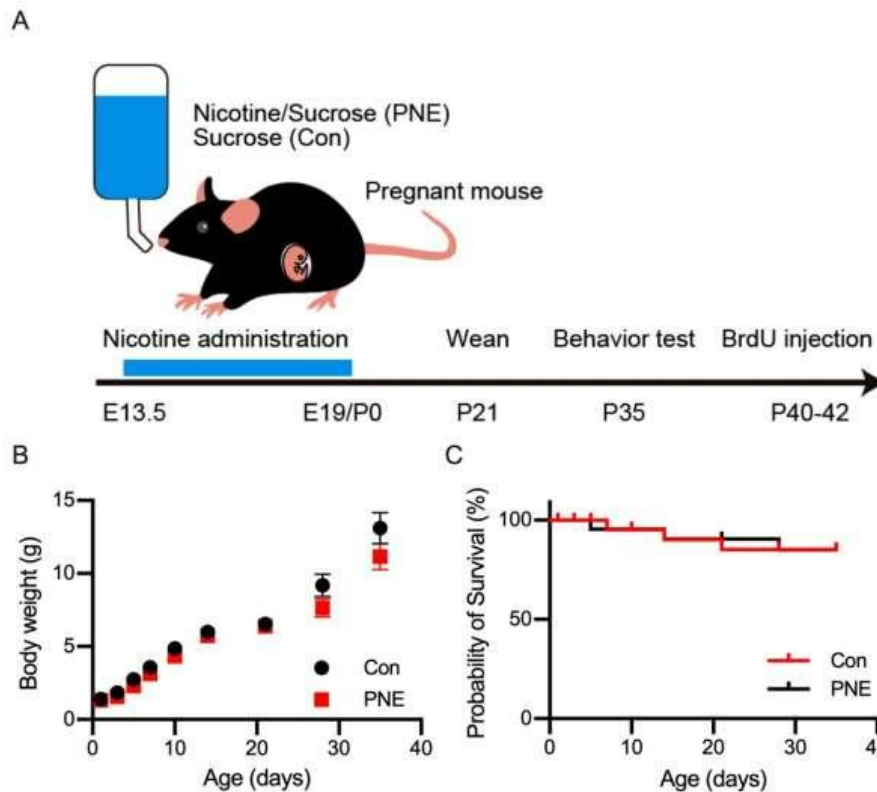 A
Nicotine/Sucrose (PNE)
Sucrose (Con)
Pregnant mouse
Nicotine administration Wean Behavior test BrdU injection
E13.5 E19/P0 P21 P35 P40-42
B
Body weight (g)
15
10
5
0
0 10 20 30 40
Age (days)
Con
PNE
C
Probability of Survival (%)
100
50
0
0 10 20 30 40
Age (days)
Con
PNE